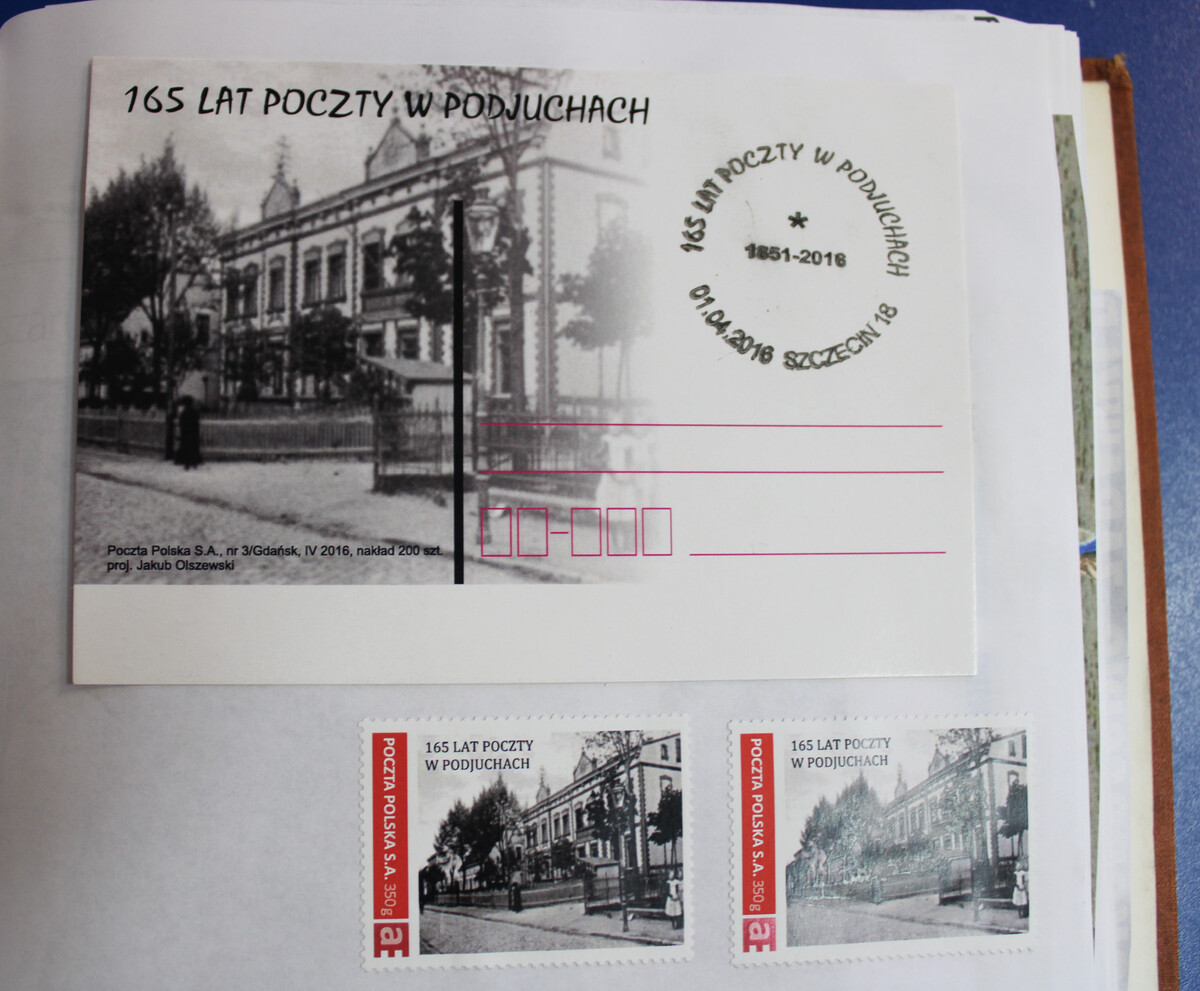 165 LAT POCZTY W PODJUCHACH
165 LAT POCZTY W PODJUCHACH
*
1851-2016
01.04.2016 SZCZECIN 18
Poczta Polska S.A., nr 3/Gdańsk, IV 2016, nakład 200 szt.
proj. Jakub Olszewski
POCZTA POLSKA S.A. 350 g
a
165 LAT POCZTY
W PODJUCHACH
POCZTA POLSKA S.A. 350 g
a
165 LAT POCZTY
W PODJUCHACH